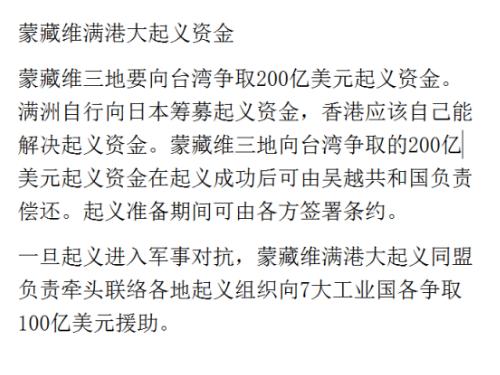 蒙藏维满港大起义资金
蒙藏维三地要向台湾争取200亿美元起义资金。
满洲自行向日本筹募起义资金，香港应该自己能
解决起义资金。蒙藏维三地向台湾争取的200亿
美元起义资金在起义成功后可由吴越共和国负责
偿还。起义准备期间可由各方签署条约。
一旦起义进入军事对抗，蒙藏维满港大起义同盟
负责牵头联络各地起义组织向7大工业国各争取
100亿美元援助。